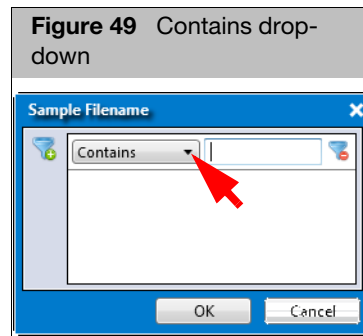 Figure 49 Contains drop-
down
Sample Filename
Contains
OK Cancel